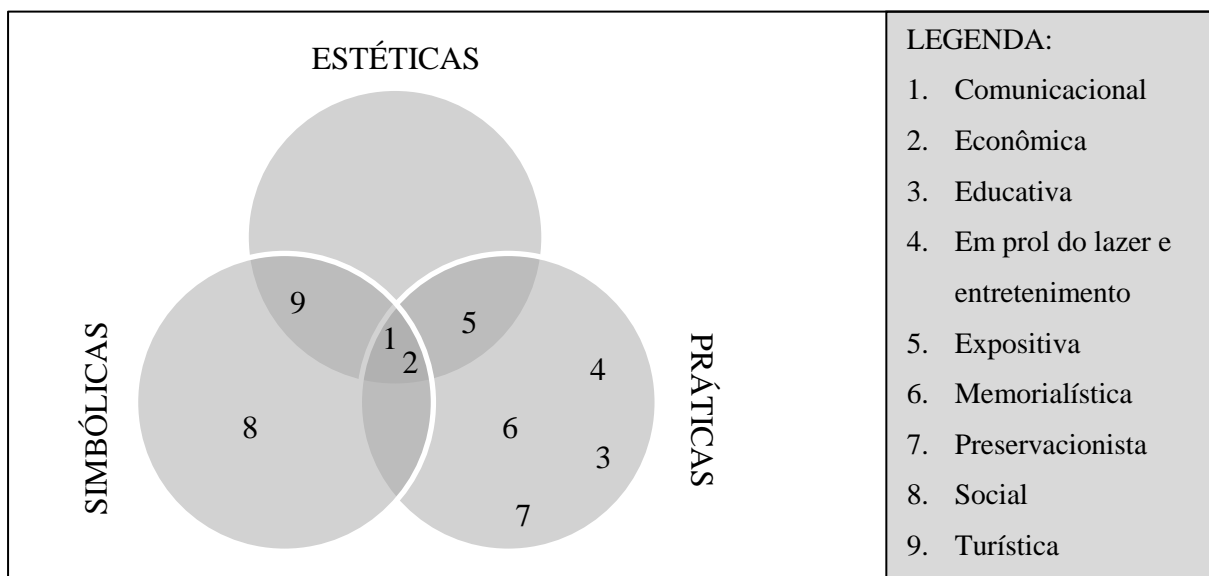 ESTÉTICAS
9
1
2
5
4
8
6
3
7
SIMBÓLICAS
PRÁTICAS
LEGENDA:
1. Comunicacional
2. Econômica
3. Educativa
4. Em prol do lazer e
entretenimento
5. Expositiva
6. Memorialística
7. Preservacionista
8. Social
9. Turística